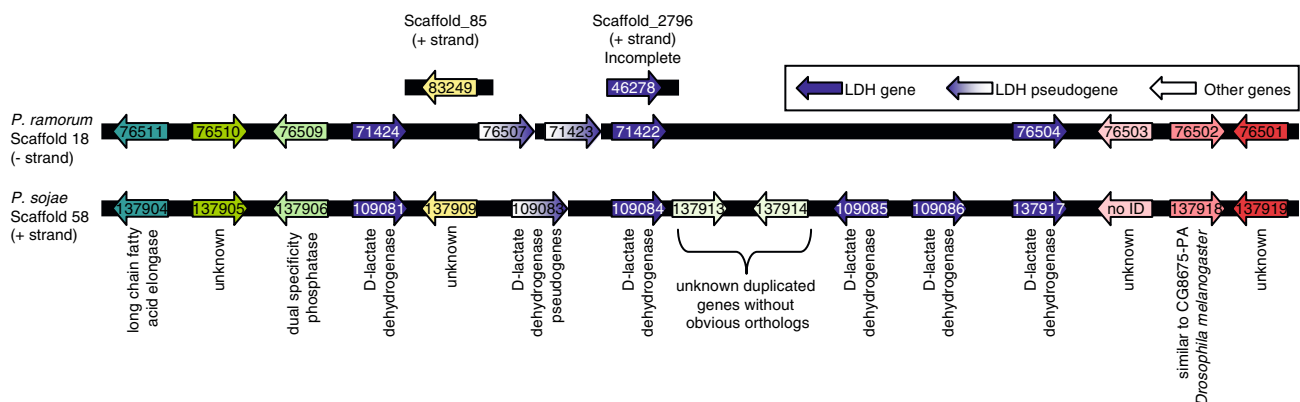 Scaffold_85
(+ strand)
Scaffold_2796
(+ strand)
Incomplete
83249
46278
LDH gene
LDH pseudogene
Other genes
P. ramorum
Scaffold 18
(- strand)
76511
76510
76509
71424
76507
71423
71422
76504
76503
76502
76501
P. sojae
Scaffold 58
(+ strand)
137904
137905
137906
109081
137909
109083
109084
137913
137914
109085
109086
137917
no ID
137918
137919
long chain fatty
acid elongase
unknown
dual specificity
phosphatase
D-lactate
dehydrogenase
unknown
D-lactate
dehydrogenase
pseudogenes
D-lactate
dehydrogenase
unknown duplicated
genes without
obvious orthologs
D-lactate
dehydrogenase
D-lactate
dehydrogenase
D-lactate
dehydrogenase
unknown
similar to CG8675-PA
Drosophila melanogaster
unknown